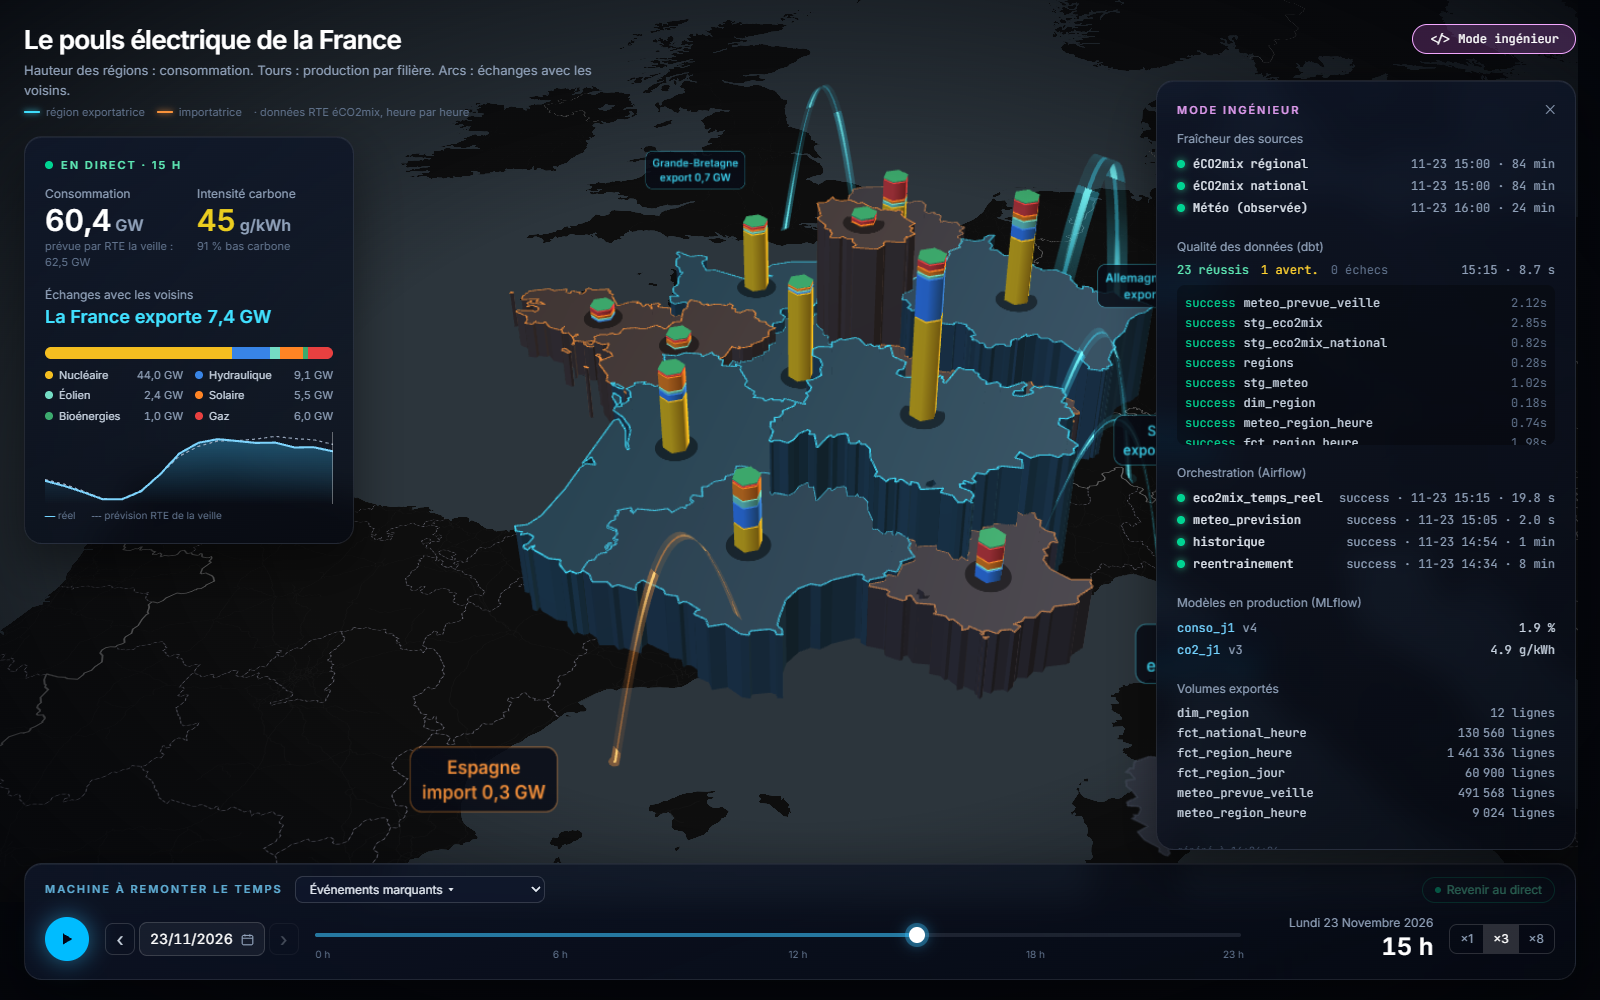 Le pouls électrique de la France
Hauteur des régions : consommation. Tours : production par filière. Arcs : échanges avec les
voisins.
région exportatrice importatrice · données RTE éCO2mix, heure par heure
EN DIRECT · 15 H
Consommation Intensité carbone
60,4 GW 45 g/kWh
prévue par RTE la veille : 91 % bas carbone
62,5 GW
Échanges avec les voisins
La France exporte 7,4 GW
Nucléaire 44,0 GW Hydraulique 9,1 GW
Éolien 2,4 GW Solaire 5,5 GW
Bioénergies 1,0 GW Gaz 6,0 GW
— réel --- prévision RTE de la veille
Grande-Bretagne
export 0,7 GW
Allemagn
expor
S
expo
e
Espagne
import 0,3 GW
</> Mode ingénieur
MODE INGÉNIEUR
Fraîcheur des sources
éCO2mix régional 11-23 15:00 · 84 min
éCO2mix national 11-23 15:00 · 84 min
Météo (observée) 11-23 16:00 · 24 min
Qualité des données (dbt)
23 réussis 1 avert. 0 échecs 15:15 · 8.7 s
success meteo_prevue_veille 2.12s
success stg_eco2mix 2.85s
success stg_eco2mix_national 0.82s
success regions 0.28s
success stg_meteo 1.02s
success dim_region 0.18s
success meteo_region_heure 0.74s
success fct_region_heure 1.98s
Orchestration (Airflow)
eco2mix_temps_reel success · 11-23 15:15 · 19.8 s
meteo_prevision success · 11-23 15:05 · 2.0 s
historique success · 11-23 14:54 · 1 min
reentrainement success · 11-23 14:34 · 8 min
Modèles en production (MLflow)
conso_j1 v4 1.9 %
co2_j1 v3 4.9 g/kWh
Volumes exportés
dim_region 12 lignes
fct_national_heure 130 560 lignes
fct_region_heure 1 461 336 lignes
fct_region_jour 60 900 lignes
meteo_prevue_veille 491 568 lignes
meteo_region_heure 9 024 lignes
MACHINE À REMONTER LE TEMPS Événements marquants Revenir au direct
23/11/2026
0 h 6 h 12 h 18 h 23 h
Lundi 23 Novembre 2026
15 h
×1 ×3 ×8